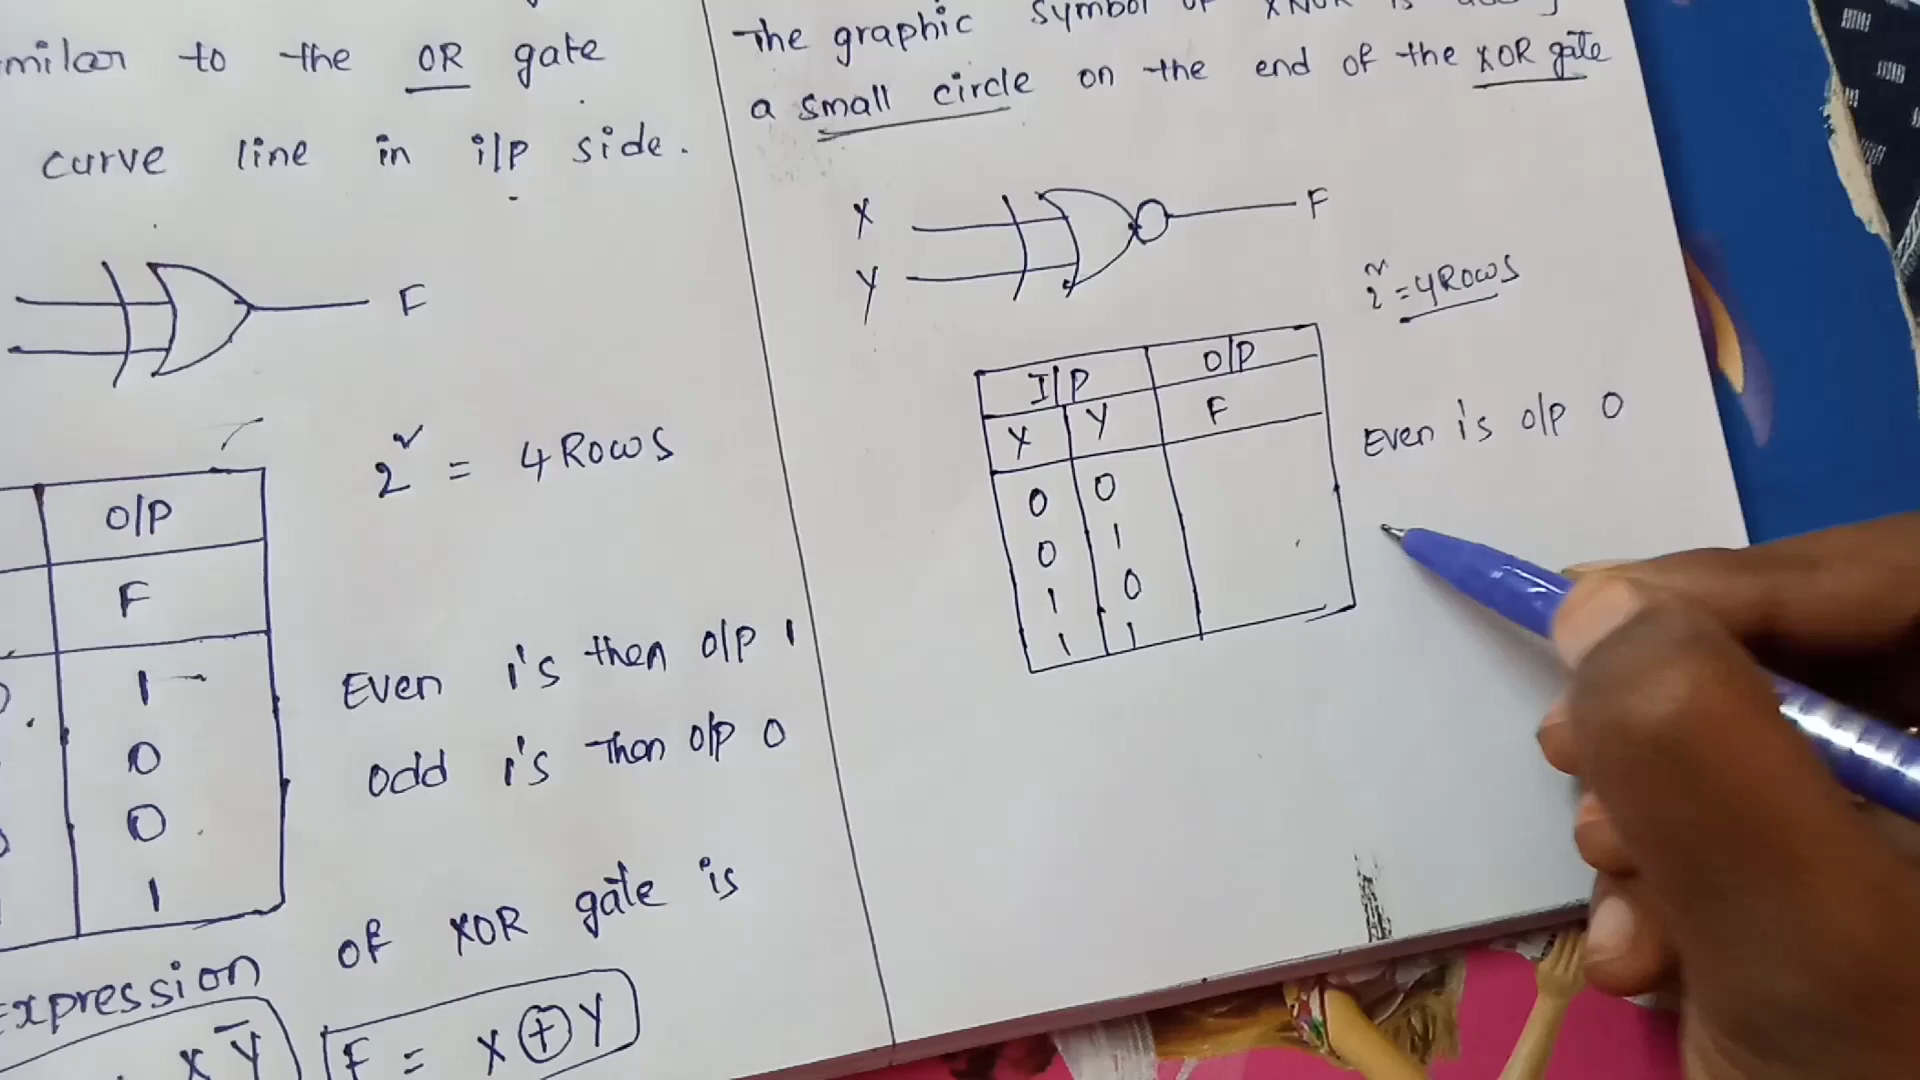 to the OR gate
curve line in i/p side.
F
2² = 4 Rows
O/P
F
1
0
0
1
Even 1's then o/p 1
odd 1's then o/p 0
Expression of XOR gate is
X Y̅
F = X ⊕ Y
The graphic symbol of XNOR is
a small circle on the end of the XOR gate
X
Y
F
2² = 4 Rows
I/P O/P
X Y F
0 0
0 1
1 0
1 1
Even 1's o/p 0